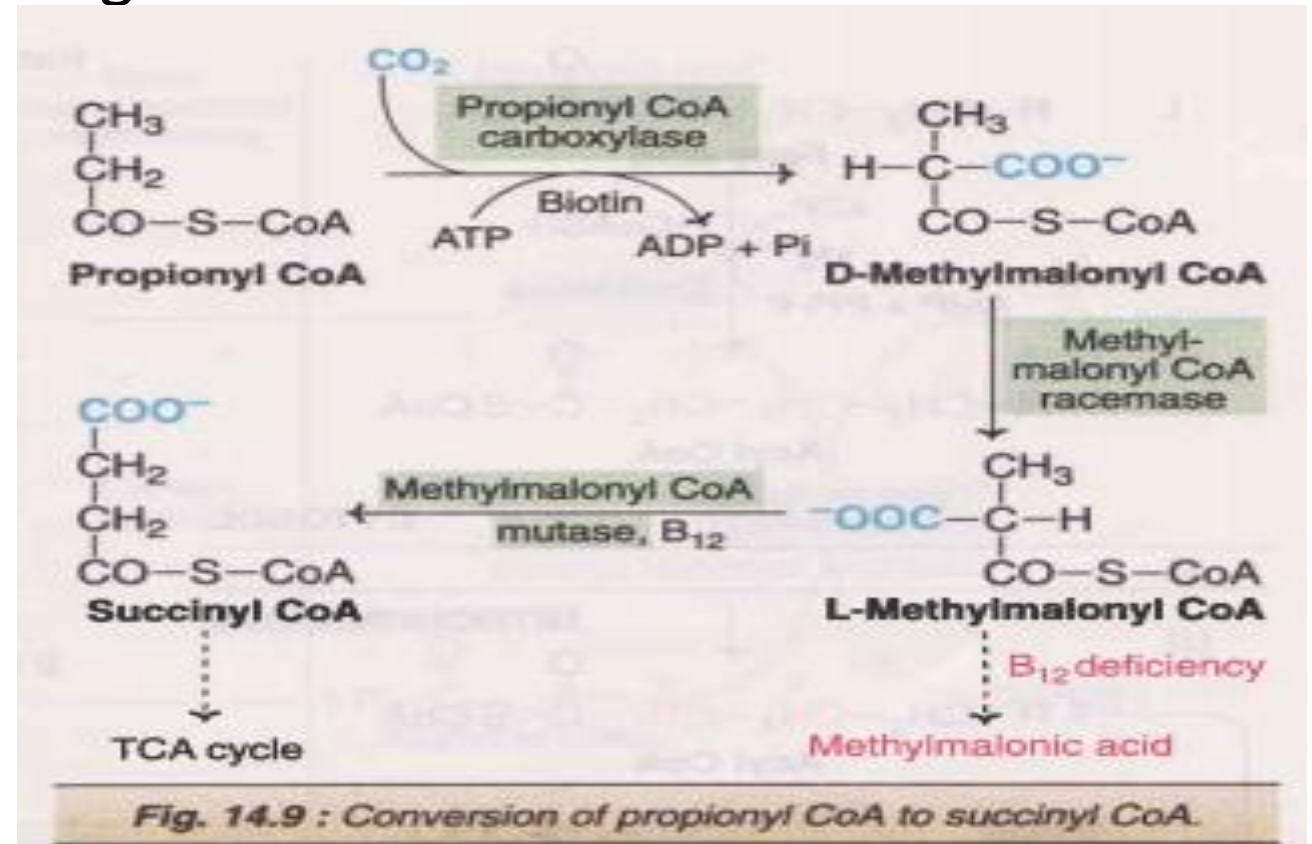 CO₂
Propionyl CoA
carboxylase
CH₃
CH₂
CO–S–CoA
Propionyl CoA
Biotin
ATP
ADP + Pi
CH₃
H–C–COO⁻
CO–S–CoA
D-Methylmalonyl CoA
Methyl-
malonyl CoA
racemase
CH₃
⁻OOC–C–H
CO–S–CoA
L-Methylmalonyl CoA
B₁₂ deficiency
Methylmalonic acid
Methylmalonyl CoA
mutase, B₁₂
COO⁻
CH₂
CH₂
CO–S–CoA
Succinyl CoA
TCA cycle
Fig. 14.9 : Conversion of propionyl CoA to succinyl CoA.